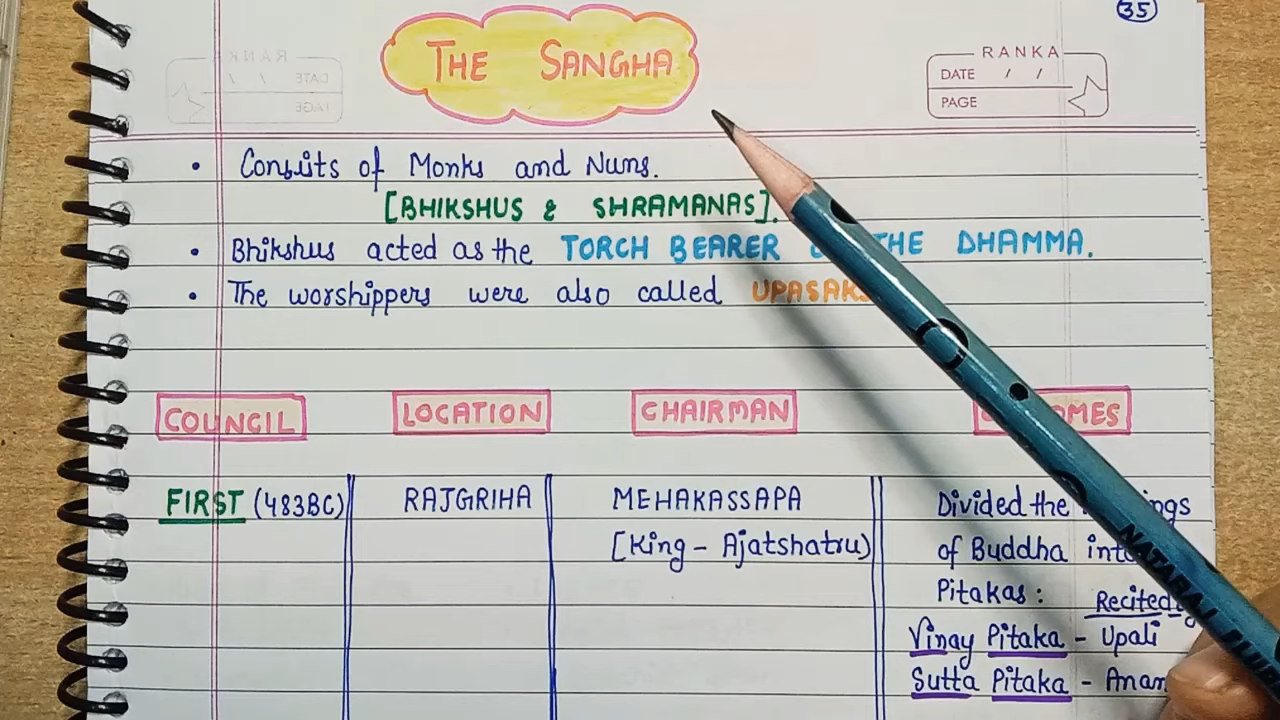 35
THE SANGHA
RANKA
DATE / /
PAGE
• Consits of Monks and Nuns.
[BHIKSHUS & SHRAMANAS].
• Bhikshus acted as the TORCH BEARER THE DHAMMA.
• The worshippers were also called
COUNCIL LOCATION CHAIRMAN
FIRST (483BC) RAJGRIHA MEHAKASSAPA Divided the
[King - Ajatshatru) of Buddha
Pitakas :
Vinay Pitaka - Upali
Sutta Pitaka -
NATARAJ